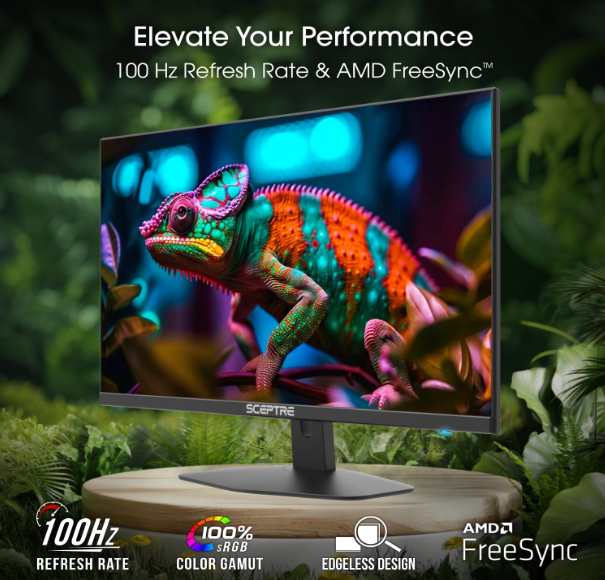 Elevate Your Performance
100 Hz Refresh Rate & AMD FreeSync™
SCEPTRE
100Hz
REFRESH RATE
100%
sRGB
COLOR GAMUT
EDGELESS DESIGN
AMD
FreeSync